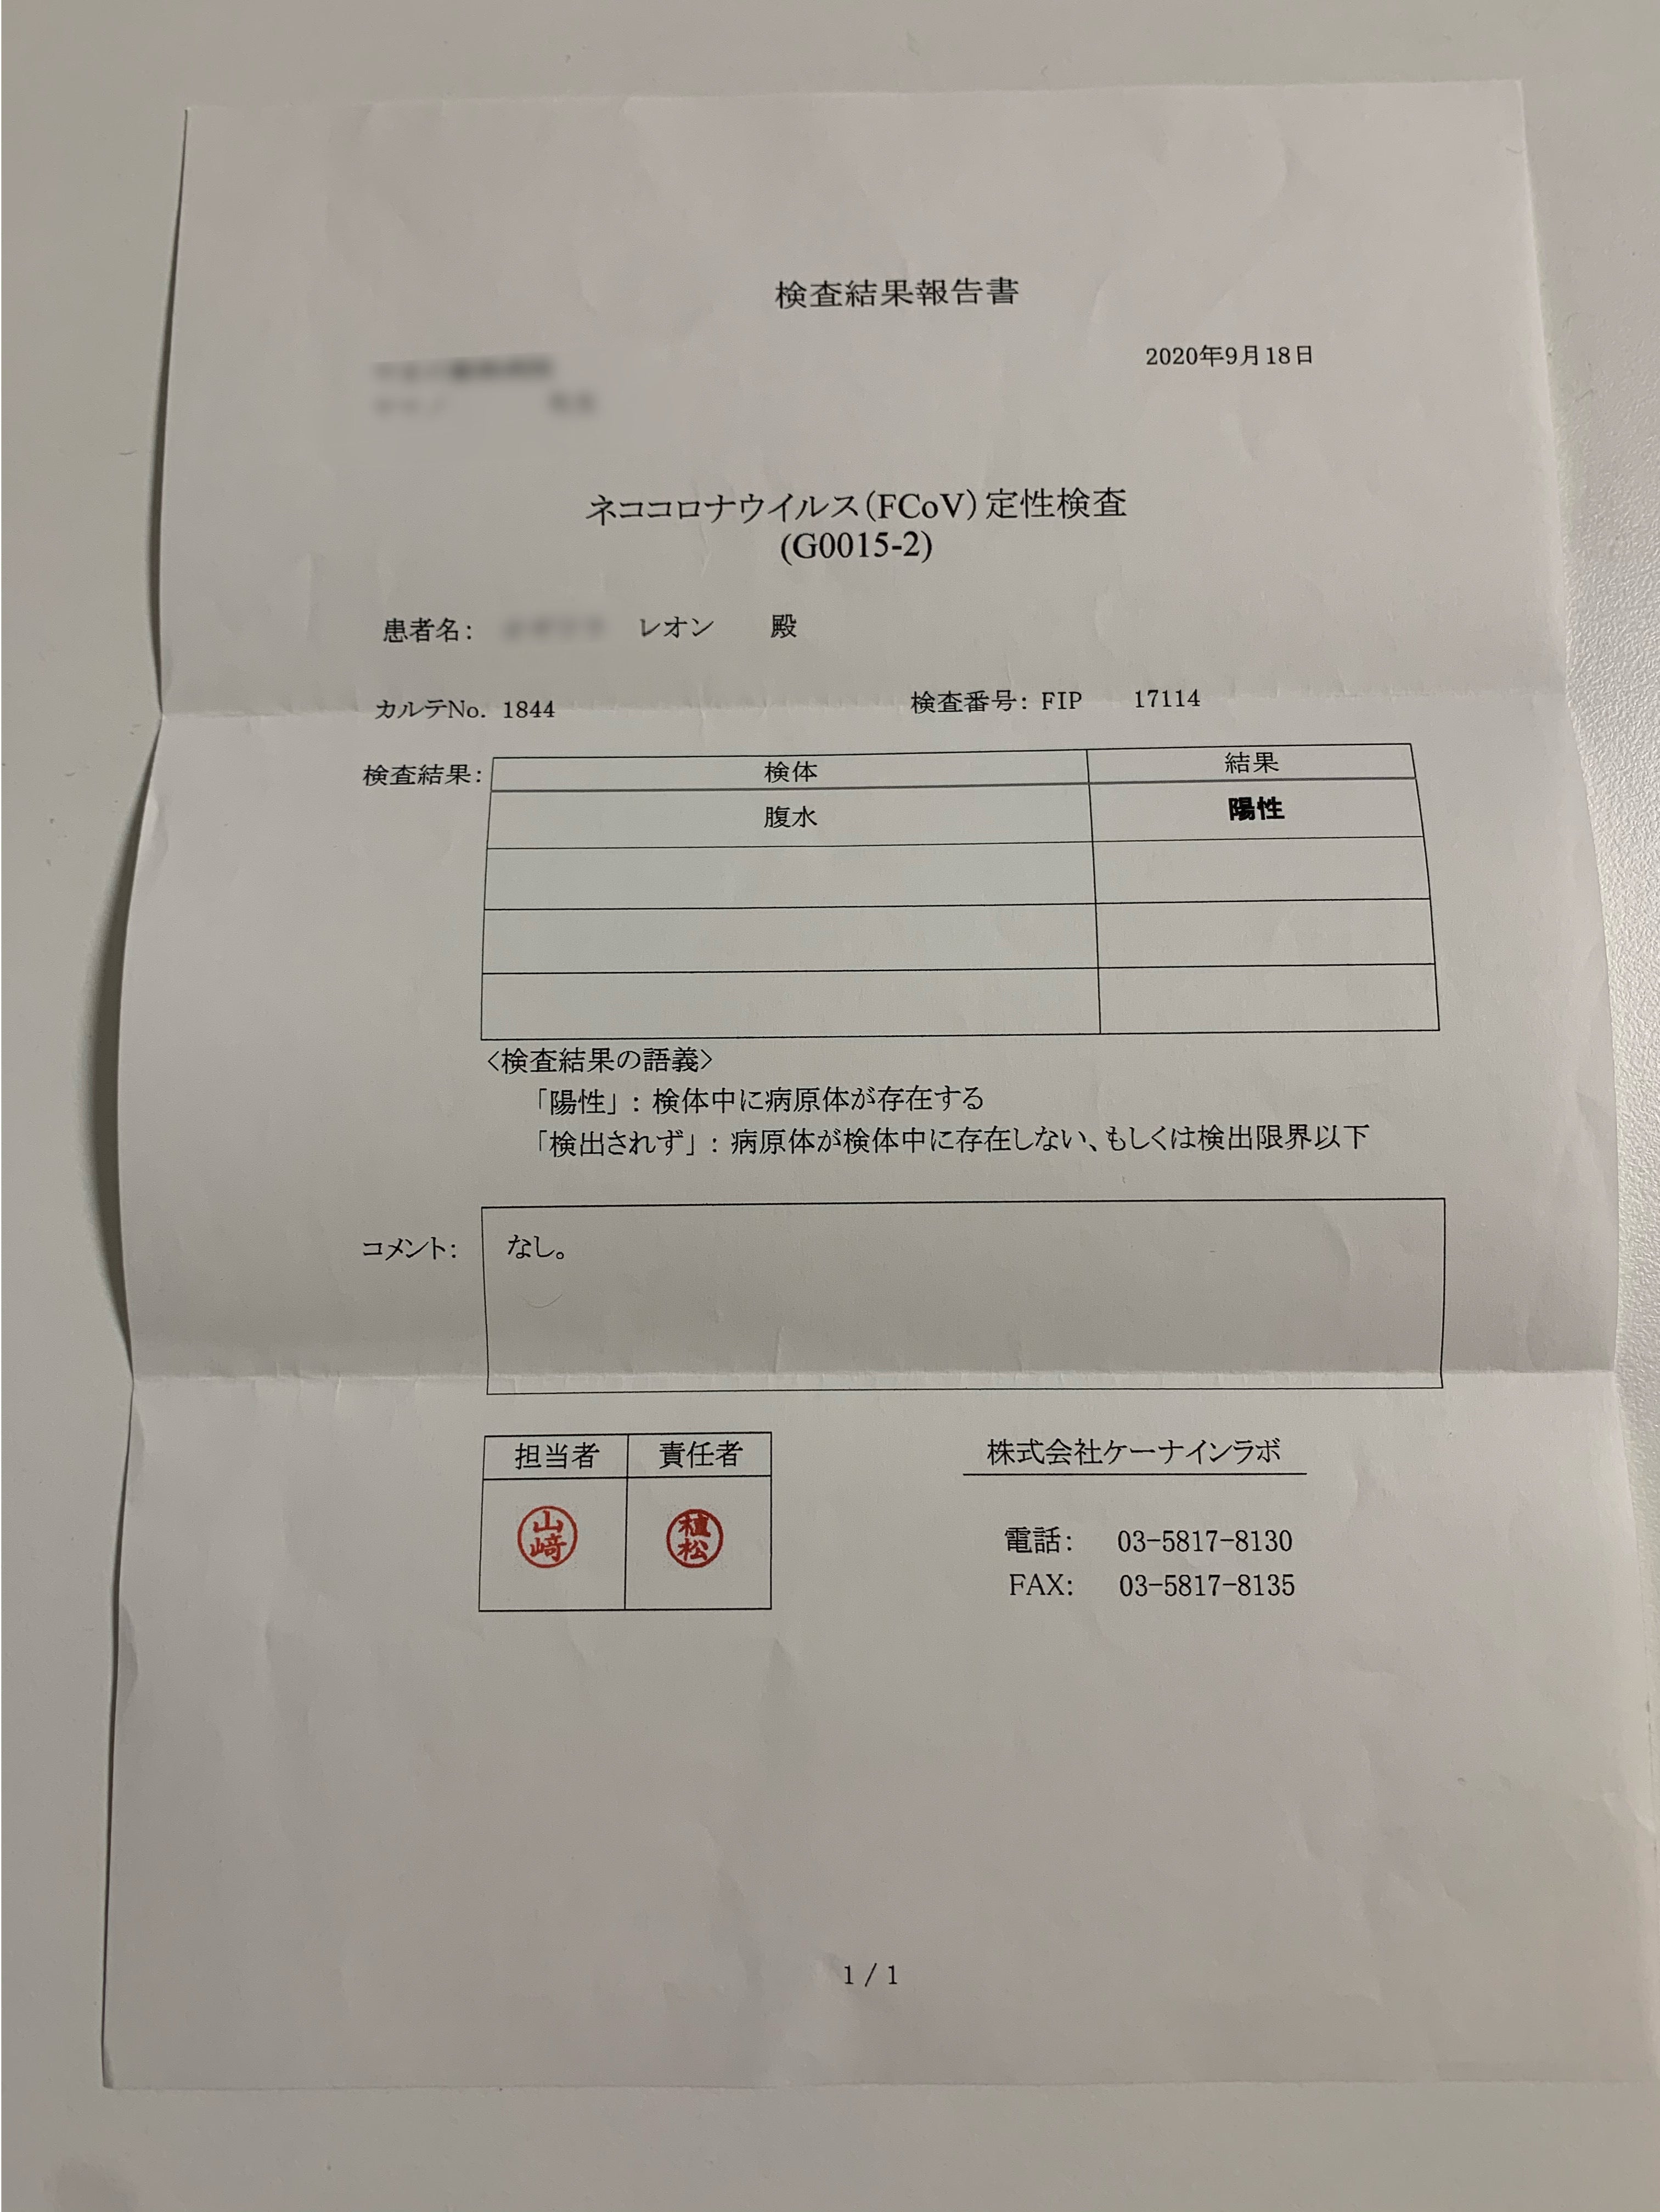 検査結果報告書
2020年9月18日
ネココロナウイルス(FCoV)定性検査
(G0015-2)
患者名: レオン 殿
カルテNo. 1844 検査番号: FIP 17114
検査結果: 検体 結果
腹水 陽性
<検査結果の語義>
「陽性」: 検体中に病原体が存在する
「検出されず」: 病原体が検体中に存在しない、もしくは検出限界以下
コメント: なし。
担当者 責任者 株式会社ケーナインラボ
山﨑 植松
電話: 03-5817-8130
FAX: 03-5817-8135
1 / 1